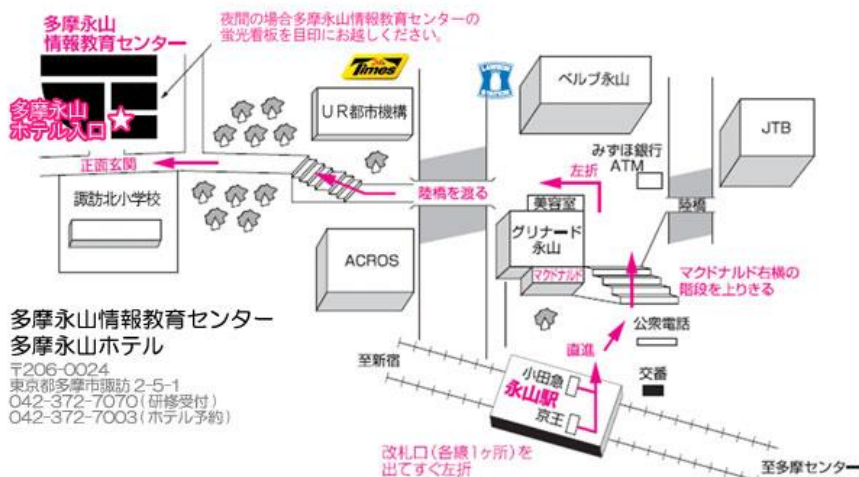 多摩永山
情報教育センター
夜間の場合多摩永山情報教育センターの
蛍光看板を目印にお越しください。
多摩永山
ホテル入口
正面玄関
諏訪北小学校
Times
UR都市機構
LAWSON
STATION
ベルブ永山
JTB
みずほ銀行
ATM
左折
陸橋を渡る
美容室
グリナード
永山
マクドナルド
陸橋
ACROS
マクドナルド右横の
階段を上りきる
公衆電話
直進
交番
至新宿
小田急
永山駅
京王
改札口(各線1ヶ所)を
出てすぐ左折
至多摩センター
多摩永山情報教育センター
多摩永山ホテル
〒206-0024
東京都多摩市諏訪 2-5-1
042-372-7070(研修受付)
042-372-7003(ホテル予約)